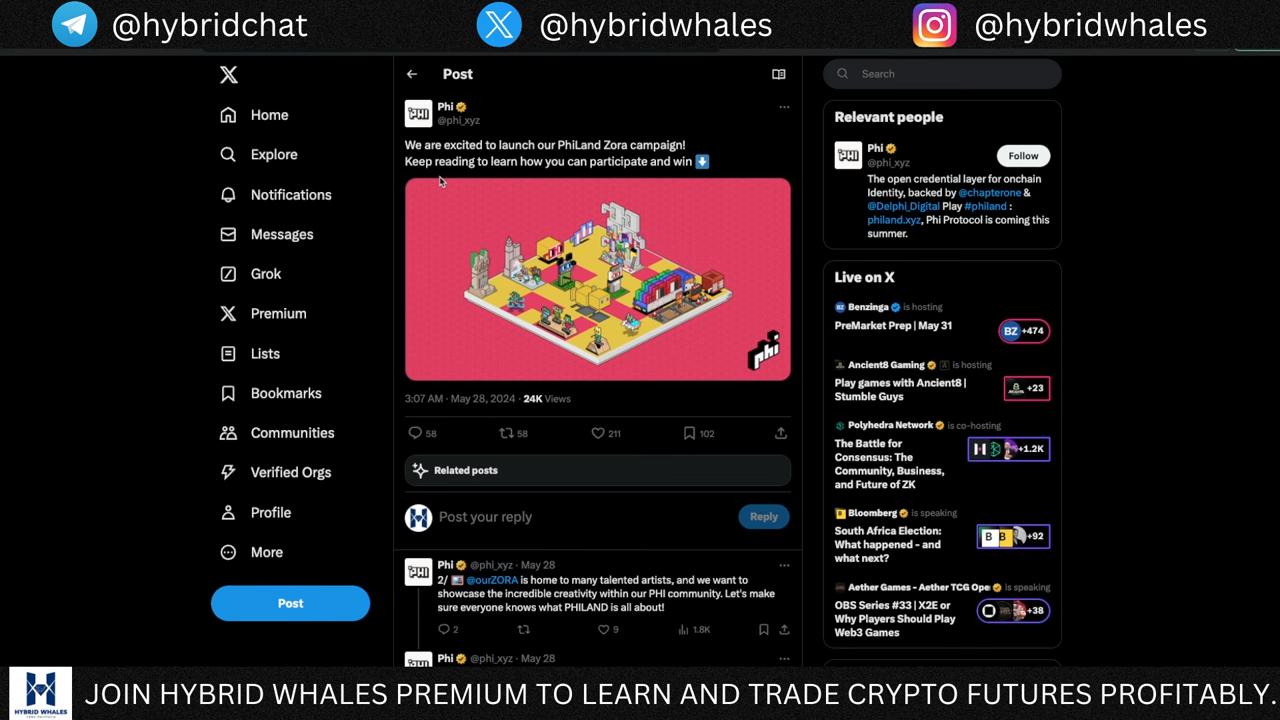 @hybridchat
@hybridwhales
@hybridwhales
Home
Explore
Notifications
Messages
Grok
Premium
Lists
Bookmarks
Communities
Verified Orgs
Profile
More
Post
Post
Phi
@phi_xyz
We are excited to launch our PhiLand Zora campaign!
Keep reading to learn how you can participate and win
phi
3:07 AM · May 28, 2024 · 24K Views
58
58
211
102
Related posts
Post your reply
Reply
Phi @phi_xyz · May 28
2/ @ourZORA is home to many talented artists, and we want to
showcase the incredible creativity within our PHI community. Let's make
sure everyone knows what PHILAND is all about!
2
9
1.8K
Phi @phi_xyz · May 28
Search
Relevant people
Phi
@phi_xyz
Follow
The open credential layer for onchain
Identity, backed by @chapterone &
@Delphi_Digital Play #philand :
philand.xyz, Phi Protocol is coming this
summer.
Live on X
Benzinga is hosting
PreMarket Prep | May 31
BZ +474
Ancient8 Gaming is hosting
Play games with Ancient8 |
Stumble Guys
+23
Polyhedra Network is co-hosting
The Battle for
Consensus: The
Community, Business,
and Future of ZK
+1.2K
Bloomberg is speaking
South Africa Election:
What happened - and
what next?
+92
Aether Games - Aether TCG Ope is speaking
OBS Series #33 | X2E or
Why Players Should Play
Web3 Games
+38
HYBRID WHALES
JOIN HYBRID WHALES PREMIUM TO LEARN AND TRADE CRYPTO FUTURES PROFITABLY.